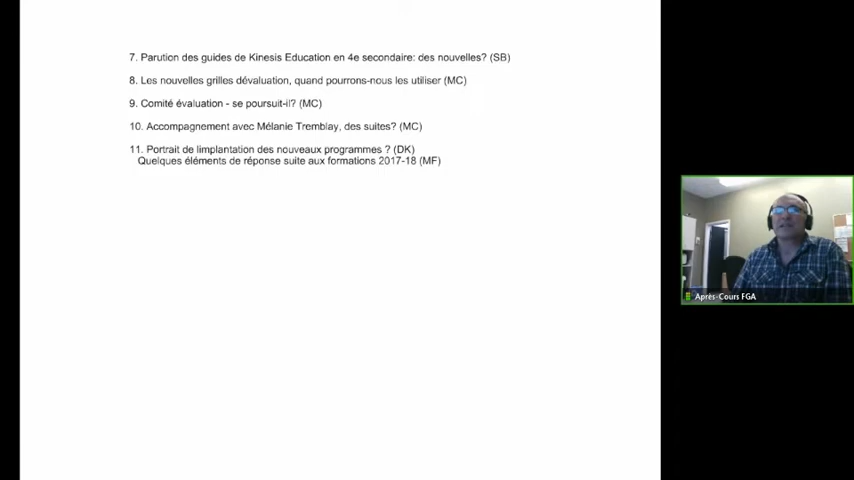 7. Parution des guides de Kinesis Education en 4e secondaire: des nouvelles? (SB)
8. Les nouvelles grilles dévaluation, quand pourrons-nous les utiliser (MC)
9. Comité évaluation - se poursuit-il? (MC)
10. Accompagnement avec Mélanie Tremblay, des suites? (MC)
11. Portrait de limplantation des nouveaux programmes ? (DK)
Quelques éléments de réponse suite aux formations 2017-18 (MF)
Après-Cours FGA